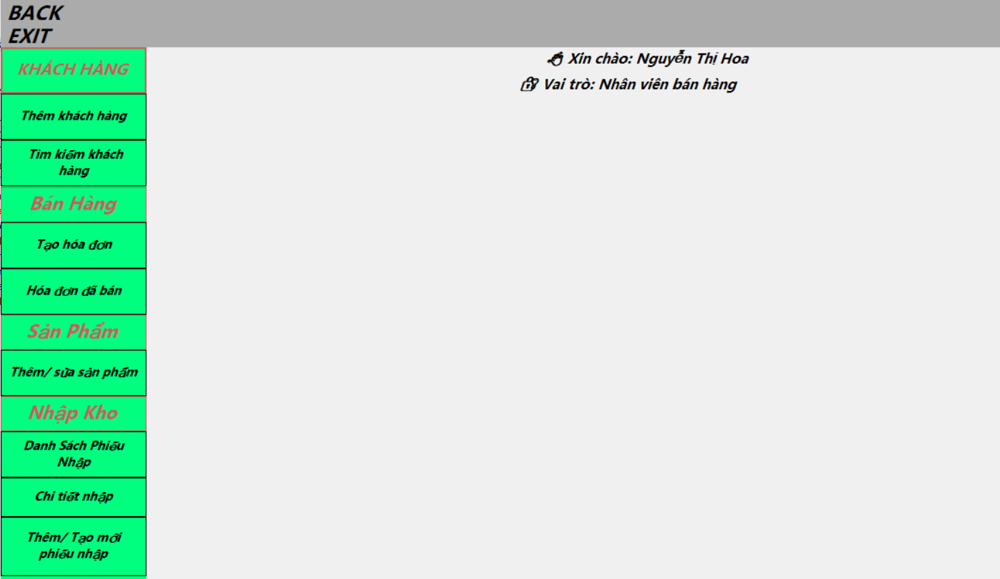 BACK
EXIT
Xin chào: Nguyễn Thị Hoa
Vai trò: Nhân viên bán hàng
KHÁCH HÀNG
Thêm khách hàng
Tìm kiếm khách
hàng
Bán Hàng
Tạo hóa đơn
Hóa đơn đã bán
Sản Phẩm
Thêm/ sửa sản phẩm
Nhập Kho
Danh Sách Phiếu
Nhập
Chi tiết nhập
Thêm/ Tạo mới
phiếu nhập